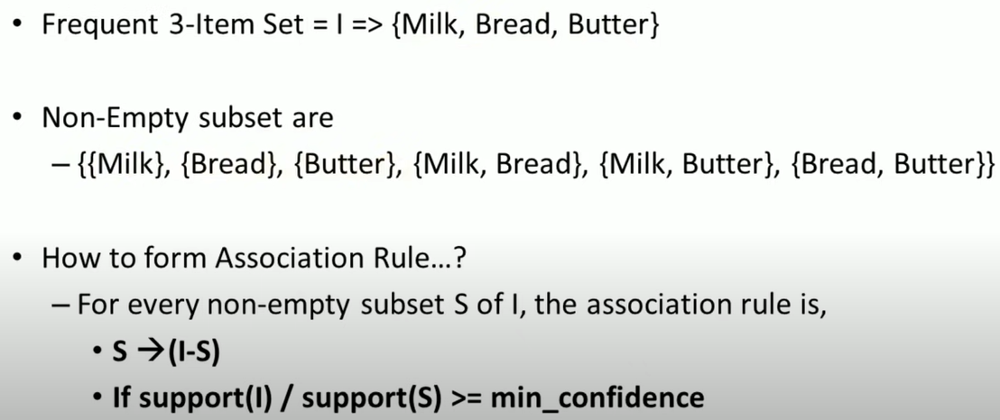 • Frequent 3-Item Set = I => {Milk, Bread, Butter}
• Non-Empty subset are
– {{Milk}, {Bread}, {Butter}, {Milk, Bread}, {Milk, Butter}, {Bread, Butter}}
• How to form Association Rule...?
– For every non-empty subset S of I, the association rule is,
• S →(I-S)
• If support(I) / support(S) >= min_confidence